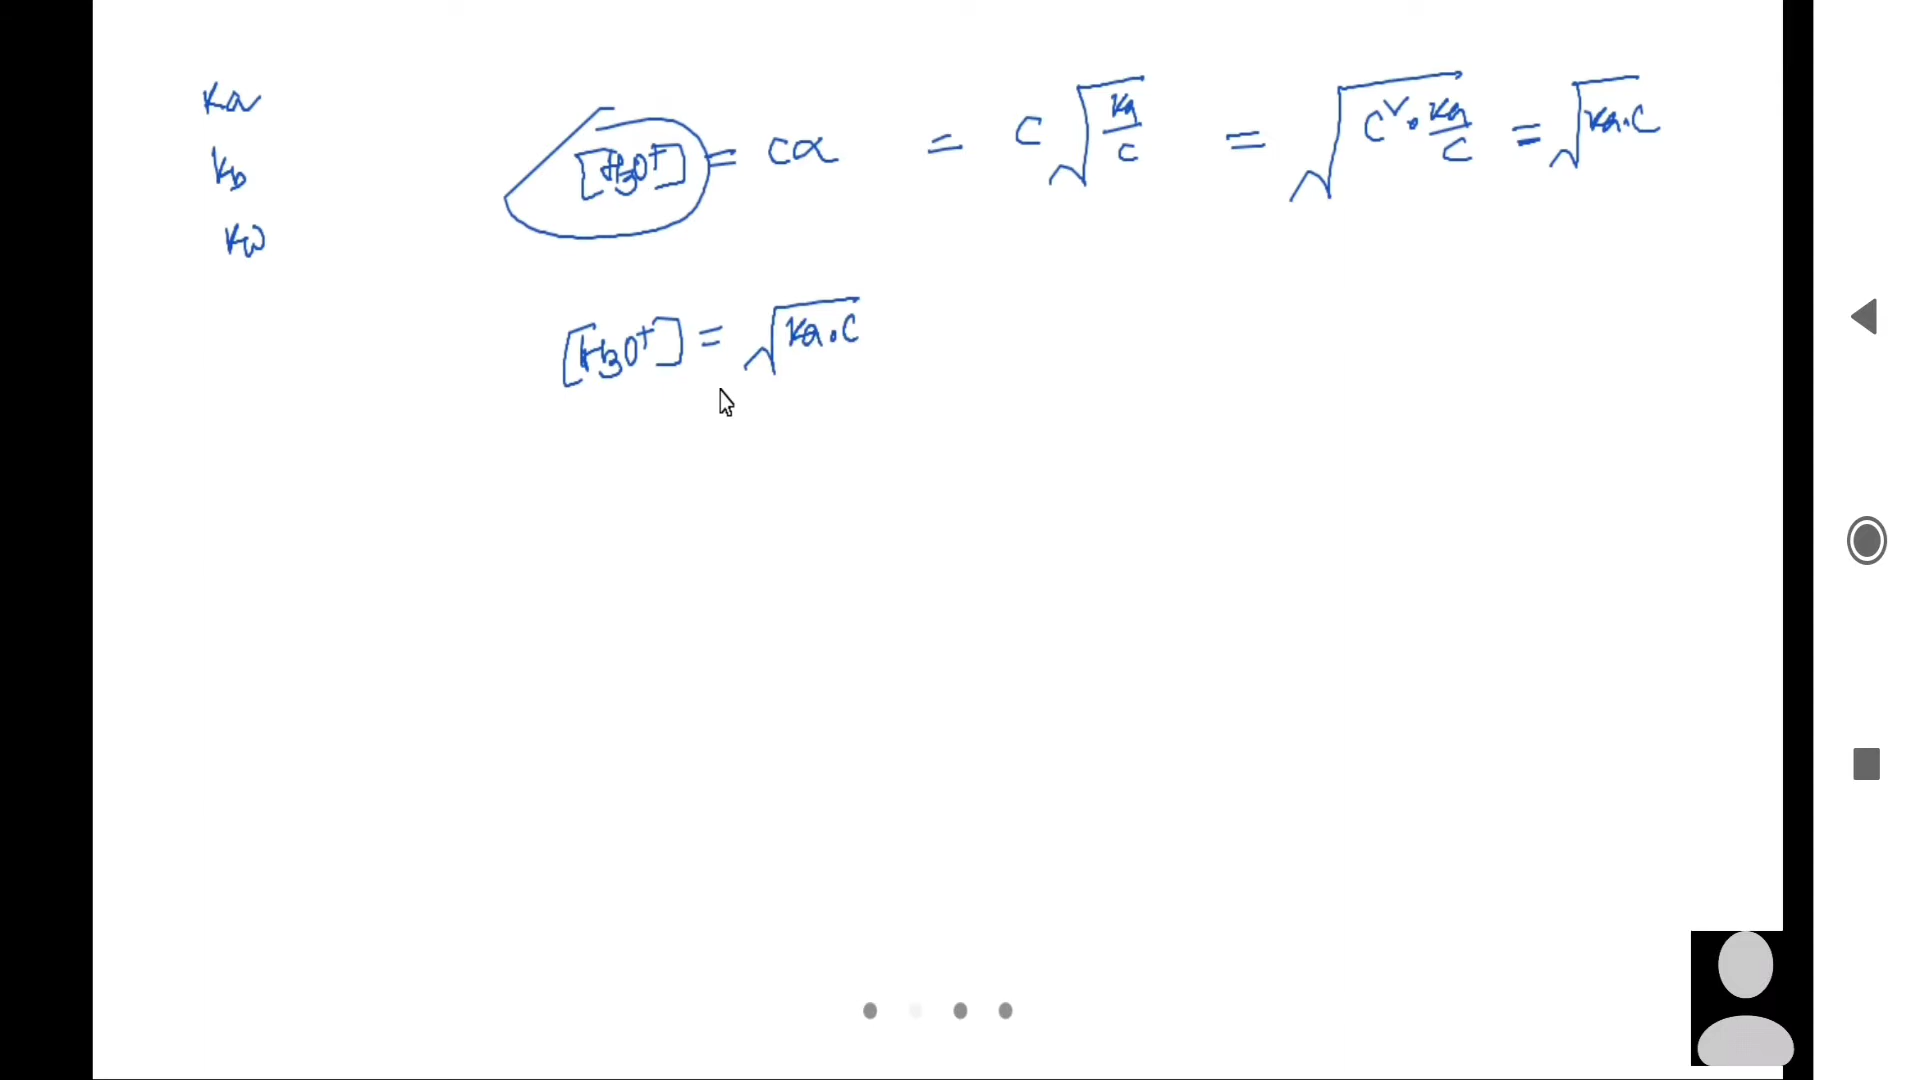 Ka
Kb
Kw
[H₃O⁺] = Cα = C√(Ka/C) = √(C²·Ka/C) = √(Ka·C)
[H₃O⁺] = √(Ka·C)